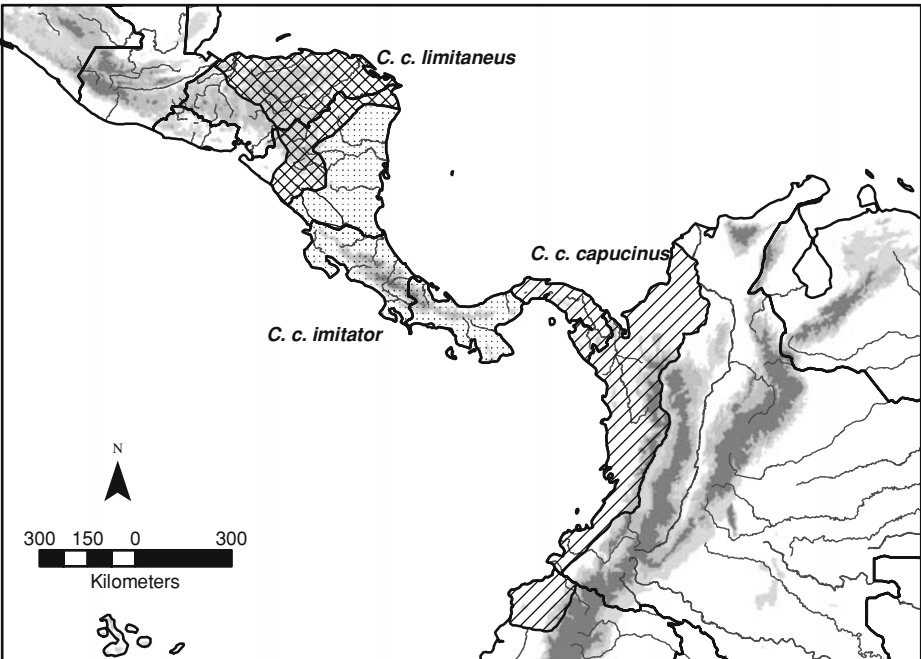 C. c. limitaneus
C. c. capucinus
C. c. imitator
N
300 150 0 300
Kilometers